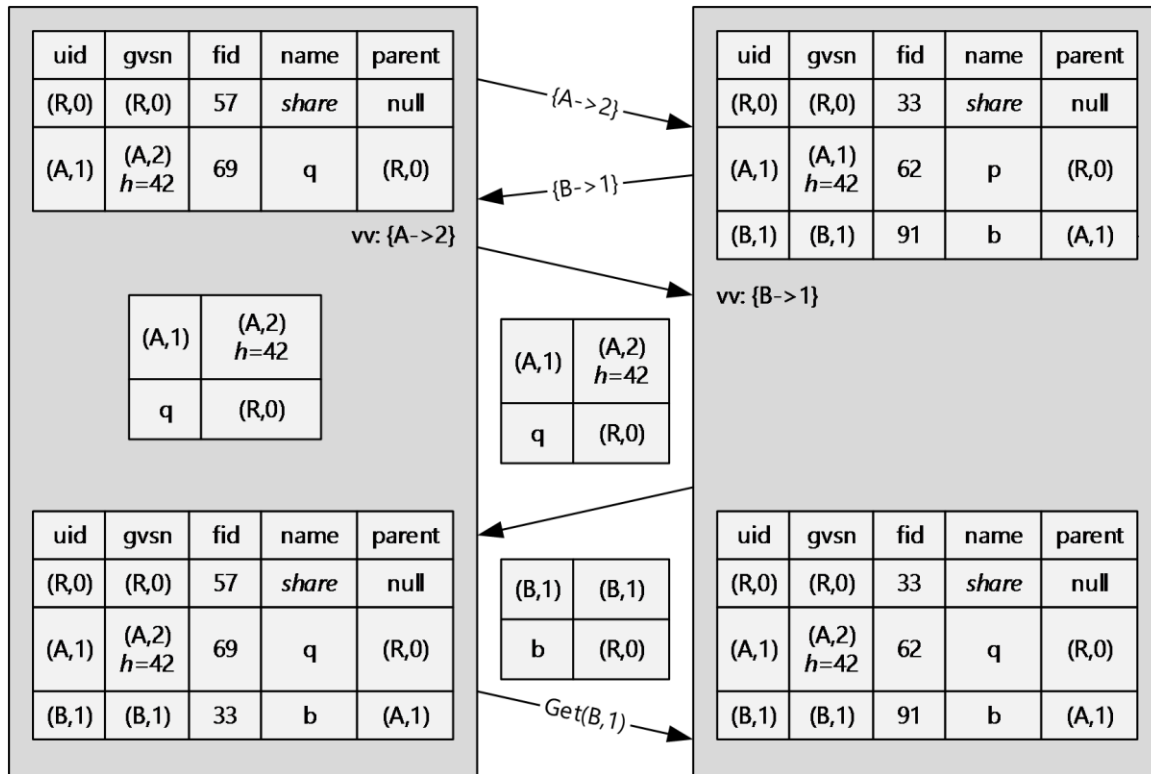 uid gvsn fid name parent
(R,0) (R,0) 57 share null
(A,1) (A,2) h=42 69 q (R,0)
vv: {A->2}
{A->2}
{B->1}
uid gvsn fid name parent
(R,0) (R,0) 33 share null
(A,1) (A,1) h=42 62 p (R,0)
(B,1) (B,1) 91 b (A,1)
vv: {B->1}
(A,1) (A,2) h=42
q (R,0)
(A,1) (A,2) h=42
q (R,0)
uid gvsn fid name parent
(R,0) (R,0) 57 share null
(A,1) (A,2) h=42 69 q (R,0)
(B,1) (B,1) 33 b (A,1)
(B,1) (B,1)
b (R,0)
Get(B,1)
uid gvsn fid name parent
(R,0) (R,0) 33 share null
(A,1) (A,2) h=42 62 q (R,0)
(B,1) (B,1) 91 b (A,1)